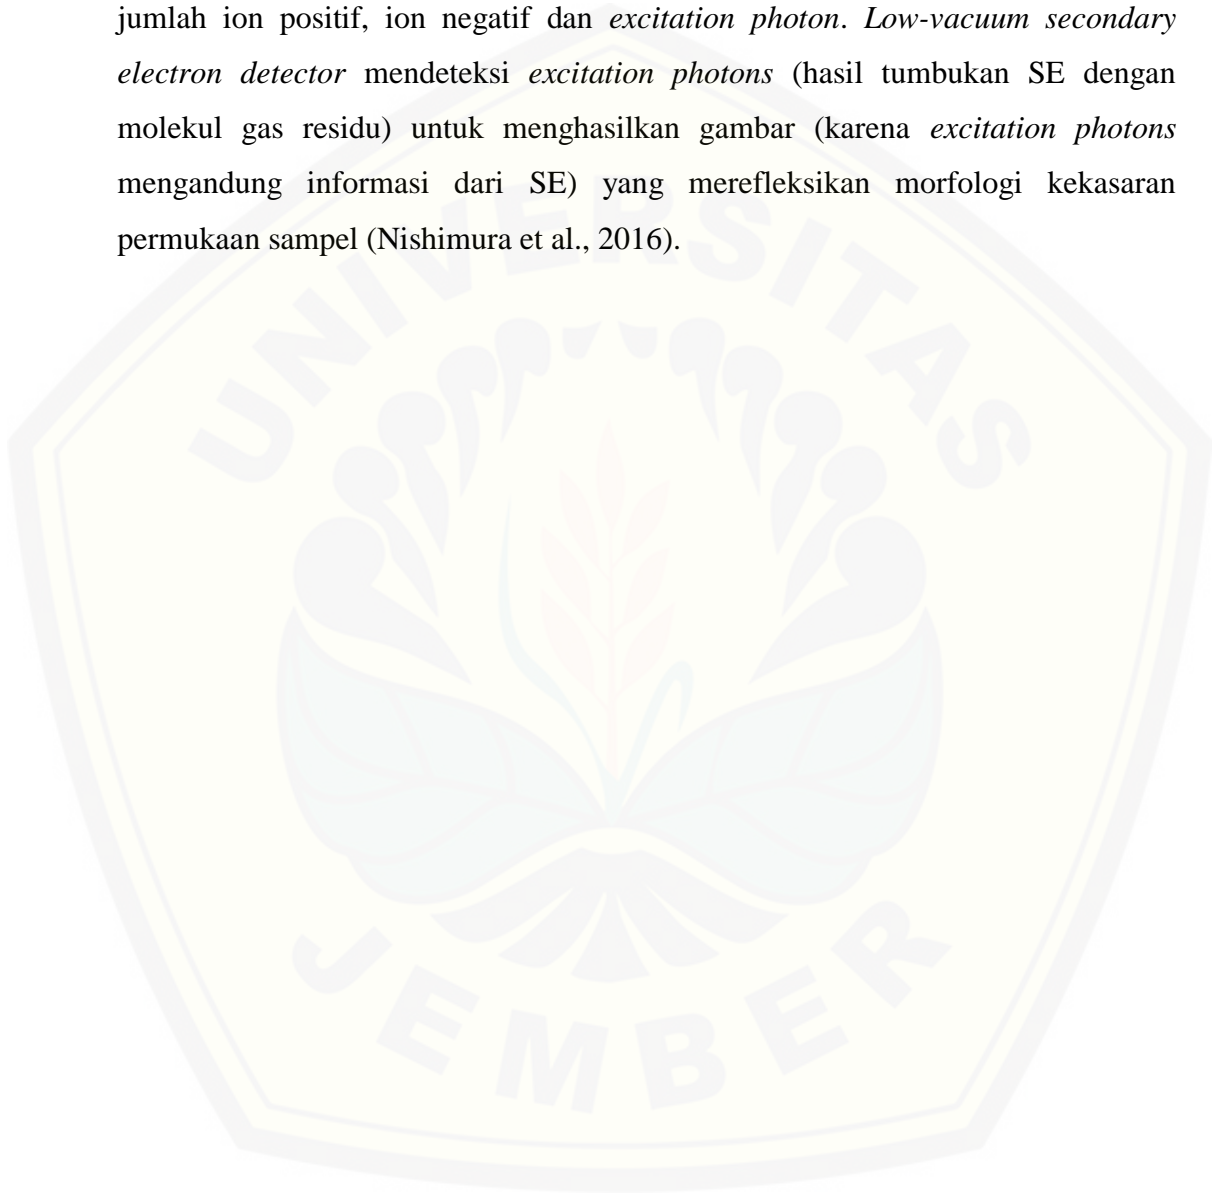 jumlah ion positif, ion negatif dan excitation photon. Low-vacuum secondary
electron detector mendeteksi excitation photons (hasil tumbukan SE dengan
molekul gas residu) untuk menghasilkan gambar (karena excitation photons
mengandung informasi dari SE) yang merefleksikan morfologi kekasaran
permukaan sampel (Nishimura et al., 2016).
UNIVERSITAS
JEMBER